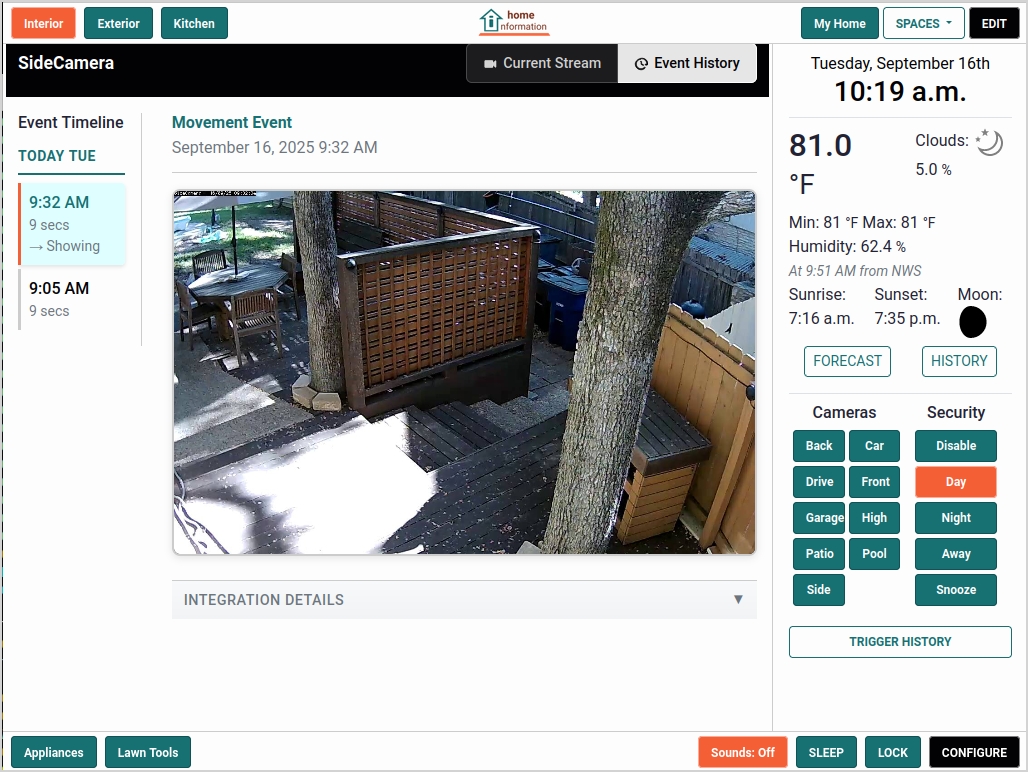 Interior
Exterior
Kitchen
home
nformation
My Home
SPACES
EDIT
SideCamera
Current Stream
Event History
Event Timeline
TODAY TUE
9:32 AM
9 secs
→ Showing
9:05 AM
9 secs
Movement Event
September 16, 2025 9:32 AM
INTEGRATION DETAILS ▼
Tuesday, September 16th
10:19 a.m.
81.0
°F
Clouds:
5.0 %
Min: 81 °F Max: 81 °F
Humidity: 62.4 %
At 9:51 AM from NWS
Sunrise: Sunset: Moon:
7:16 a.m. 7:35 p.m.
FORECAST
HISTORY
Cameras
Back Car
Drive Front
Garage High
Patio Pool
Side
Security
Disable
Day
Night
Away
Snooze
TRIGGER HISTORY
Appliances
Lawn Tools
Sounds: Off
SLEEP
LOCK
CONFIGURE